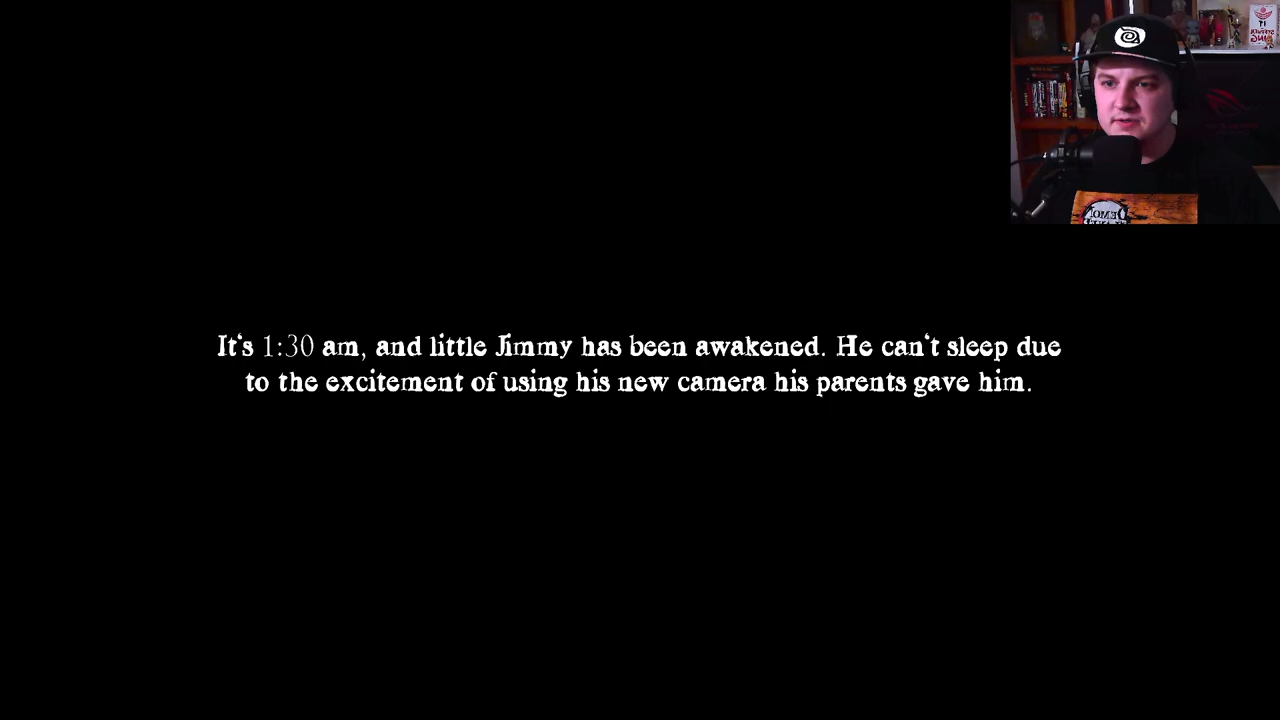 It's 1:30 am, and little Jimmy has been awakened. He can't sleep due
to the excitement of using his new camera his parents gave him.